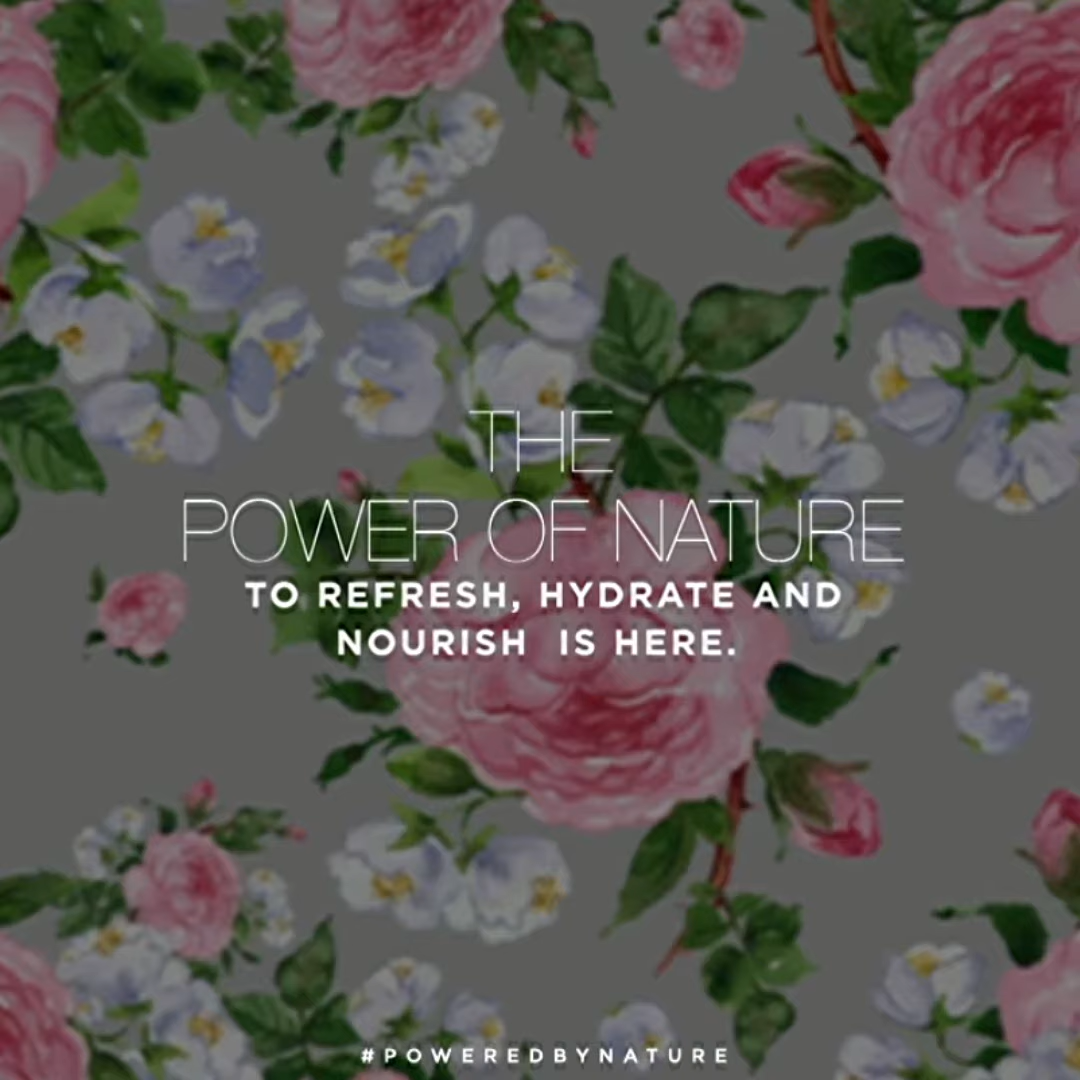 THE
POWER OF NATURE
TO REFRESH, HYDRATE AND
NOURISH IS HERE.
#POWEREDBYNATURE